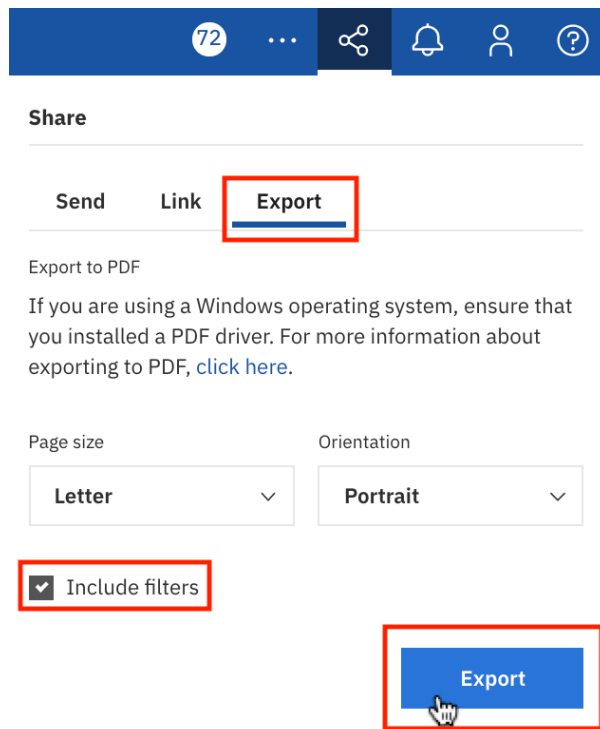 72
Share
Send Link Export
Export to PDF
If you are using a Windows operating system, ensure that
you installed a PDF driver. For more information about
exporting to PDF, click here.
Page size Orientation
Letter Portrait
Include filters
Export